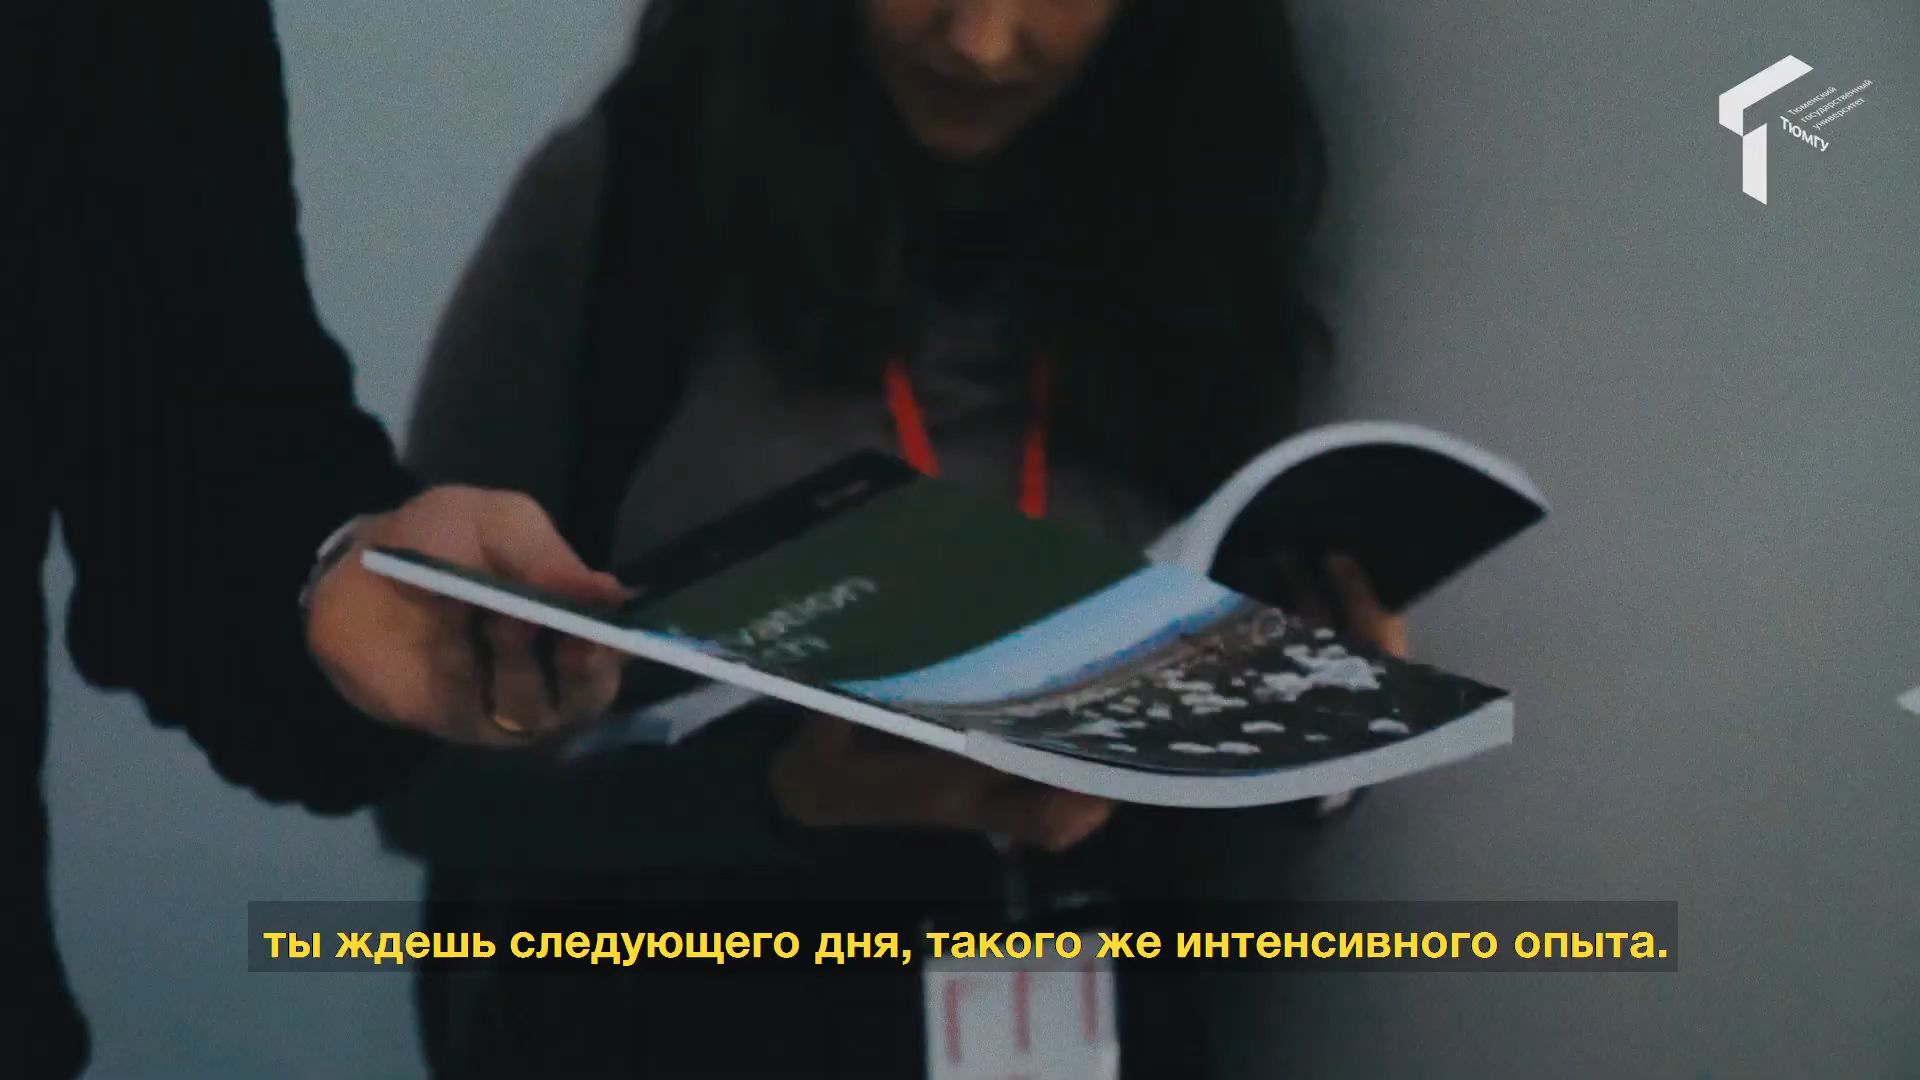 Тюменский
государственный
университет
ТЮМГУ
ты ждешь следующего дня, такого же интенсивного опыта.